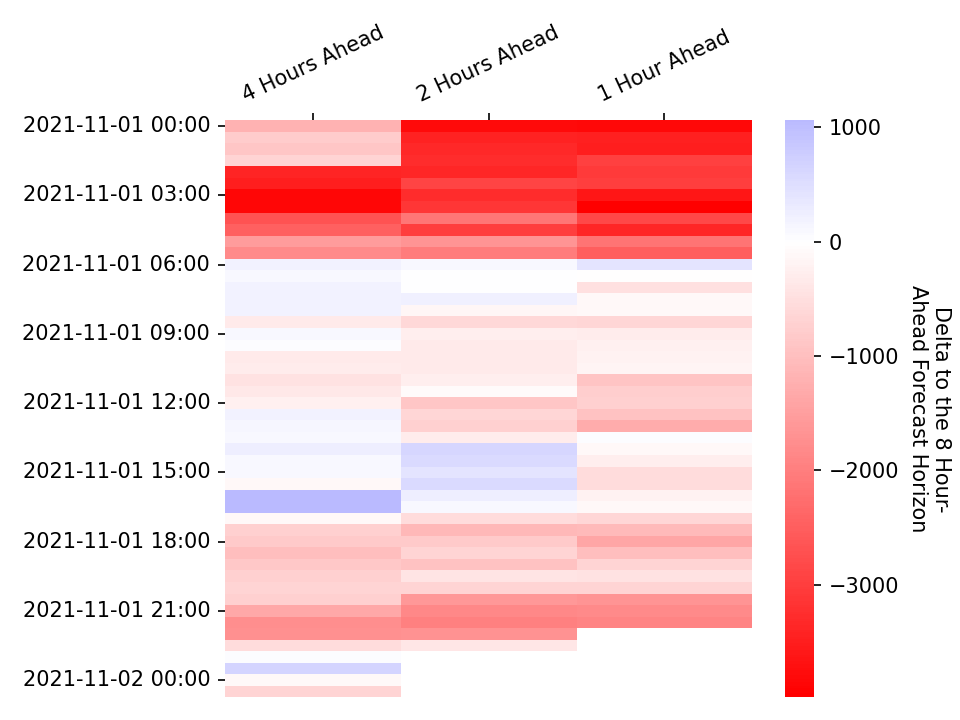 4 Hours Ahead
2 Hours Ahead
1 Hour Ahead
2021-11-01 00:00
2021-11-01 03:00
2021-11-01 06:00
2021-11-01 09:00
2021-11-01 12:00
2021-11-01 15:00
2021-11-01 18:00
2021-11-01 21:00
2021-11-02 00:00
1000
0
−1000
−2000
−3000
Delta to the 8 Hour-
Ahead Forecast Horizon